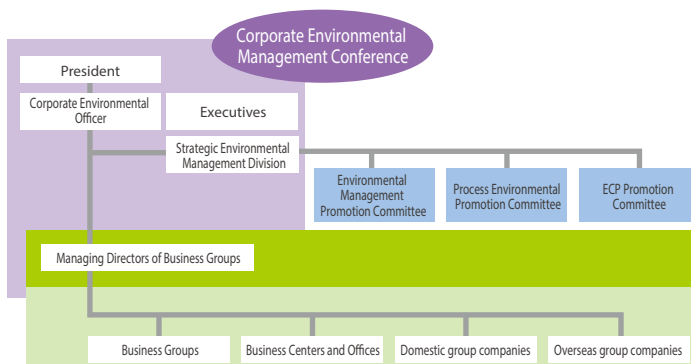 Corporate Environmental
Management Conference
President
Corporate Environmental
Officer
Executives
Strategic Environmental
Management Division
Environmental
Management
Promotion Committee
Process Environmental
Promotion Committee
ECP Promotion
Committee
Managing Directors of Business Groups
Business Groups
Business Centers and Offices
Domestic group companies
Overseas group companies